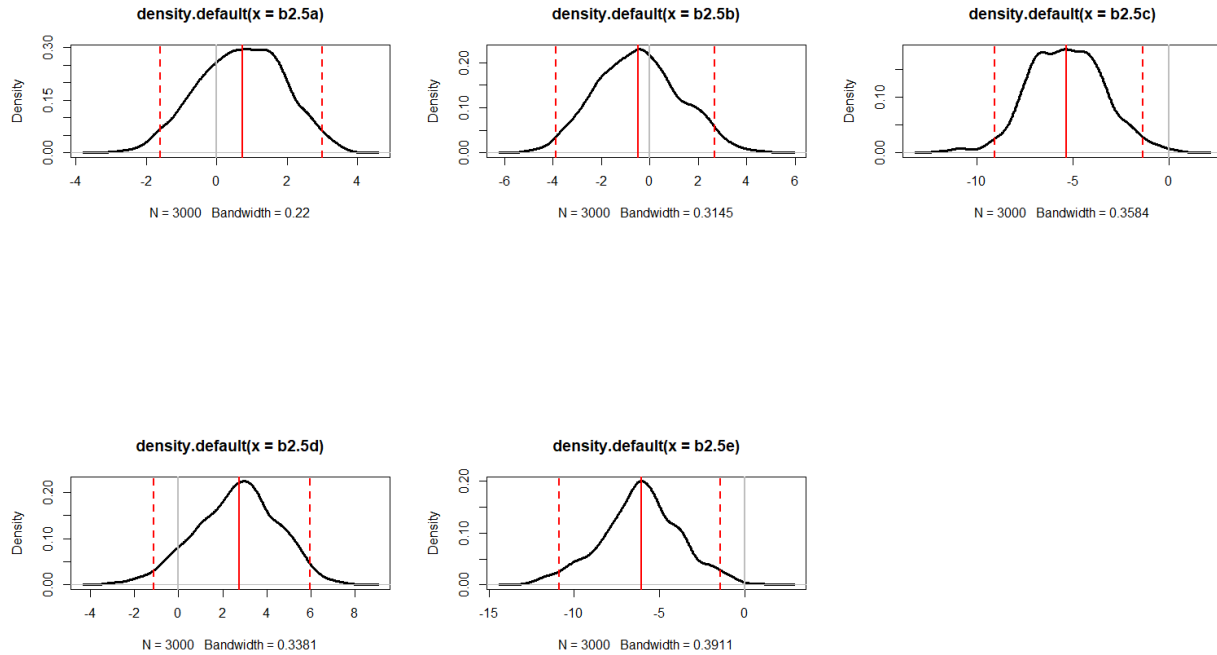 density.default(x = b2.5a)
Density
0.00 0.15 0.30
-4 -2 0 2 4
N = 3000 Bandwidth = 0.22
density.default(x = b2.5b)
Density
0.00 0.10 0.20
-6 -4 -2 0 2 4 6
N = 3000 Bandwidth = 0.3145
density.default(x = b2.5c)
Density
0.00 0.10
-10 -5 0
N = 3000 Bandwidth = 0.3584
density.default(x = b2.5d)
Density
0.00 0.10 0.20
-4 -2 0 2 4 6 8
N = 3000 Bandwidth = 0.3381
density.default(x = b2.5e)
Density
0.00 0.10 0.20
-15 -10 -5 0
N = 3000 Bandwidth = 0.3911